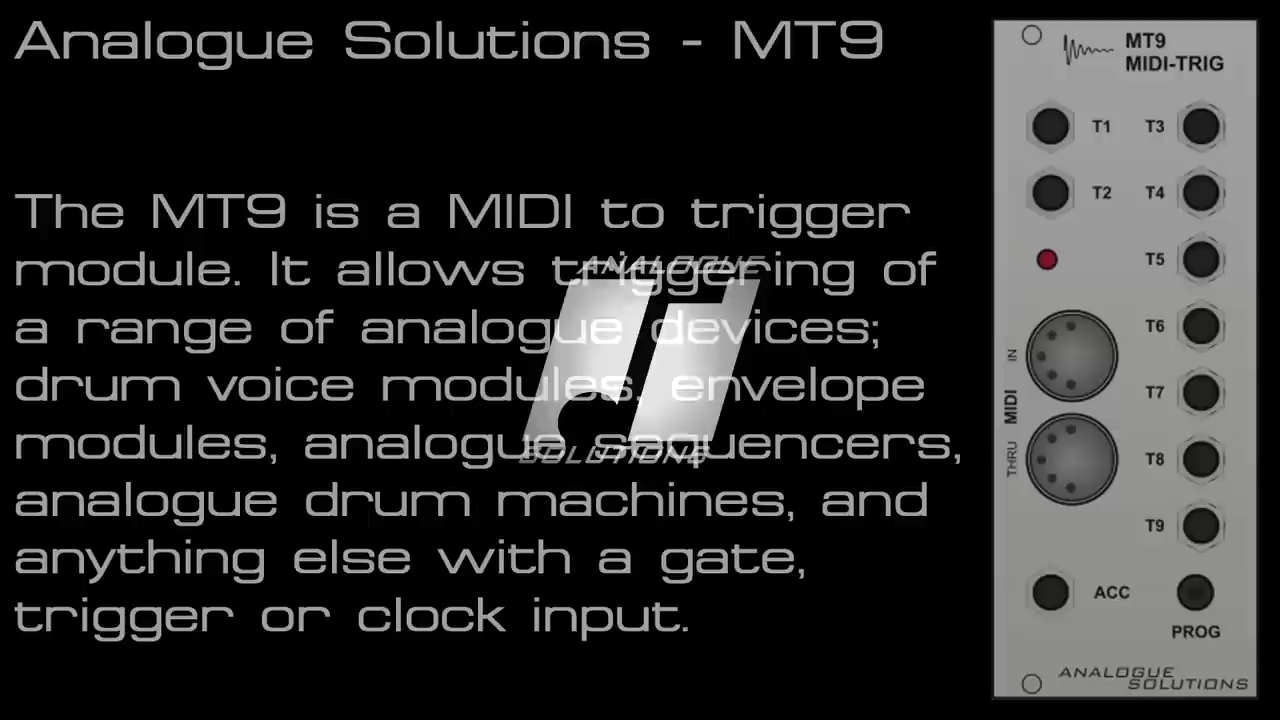 Analogue Solutions - MT9
The MT9 is a MIDI to trigger
module. It allows triggering of
a range of analogue devices;
drum voice modules, envelope
modules, analogue sequencers,
analogue drum machines, and
anything else with a gate,
trigger or clock input.
ANALOGUE
SOLUTIONS
MT9
MIDI-TRIG
T1 T3
T2 T4
T5
T6
IN
T7
MIDI
THRU
T8
T9
ACC
PROG
ANALOGUE
SOLUTIONS